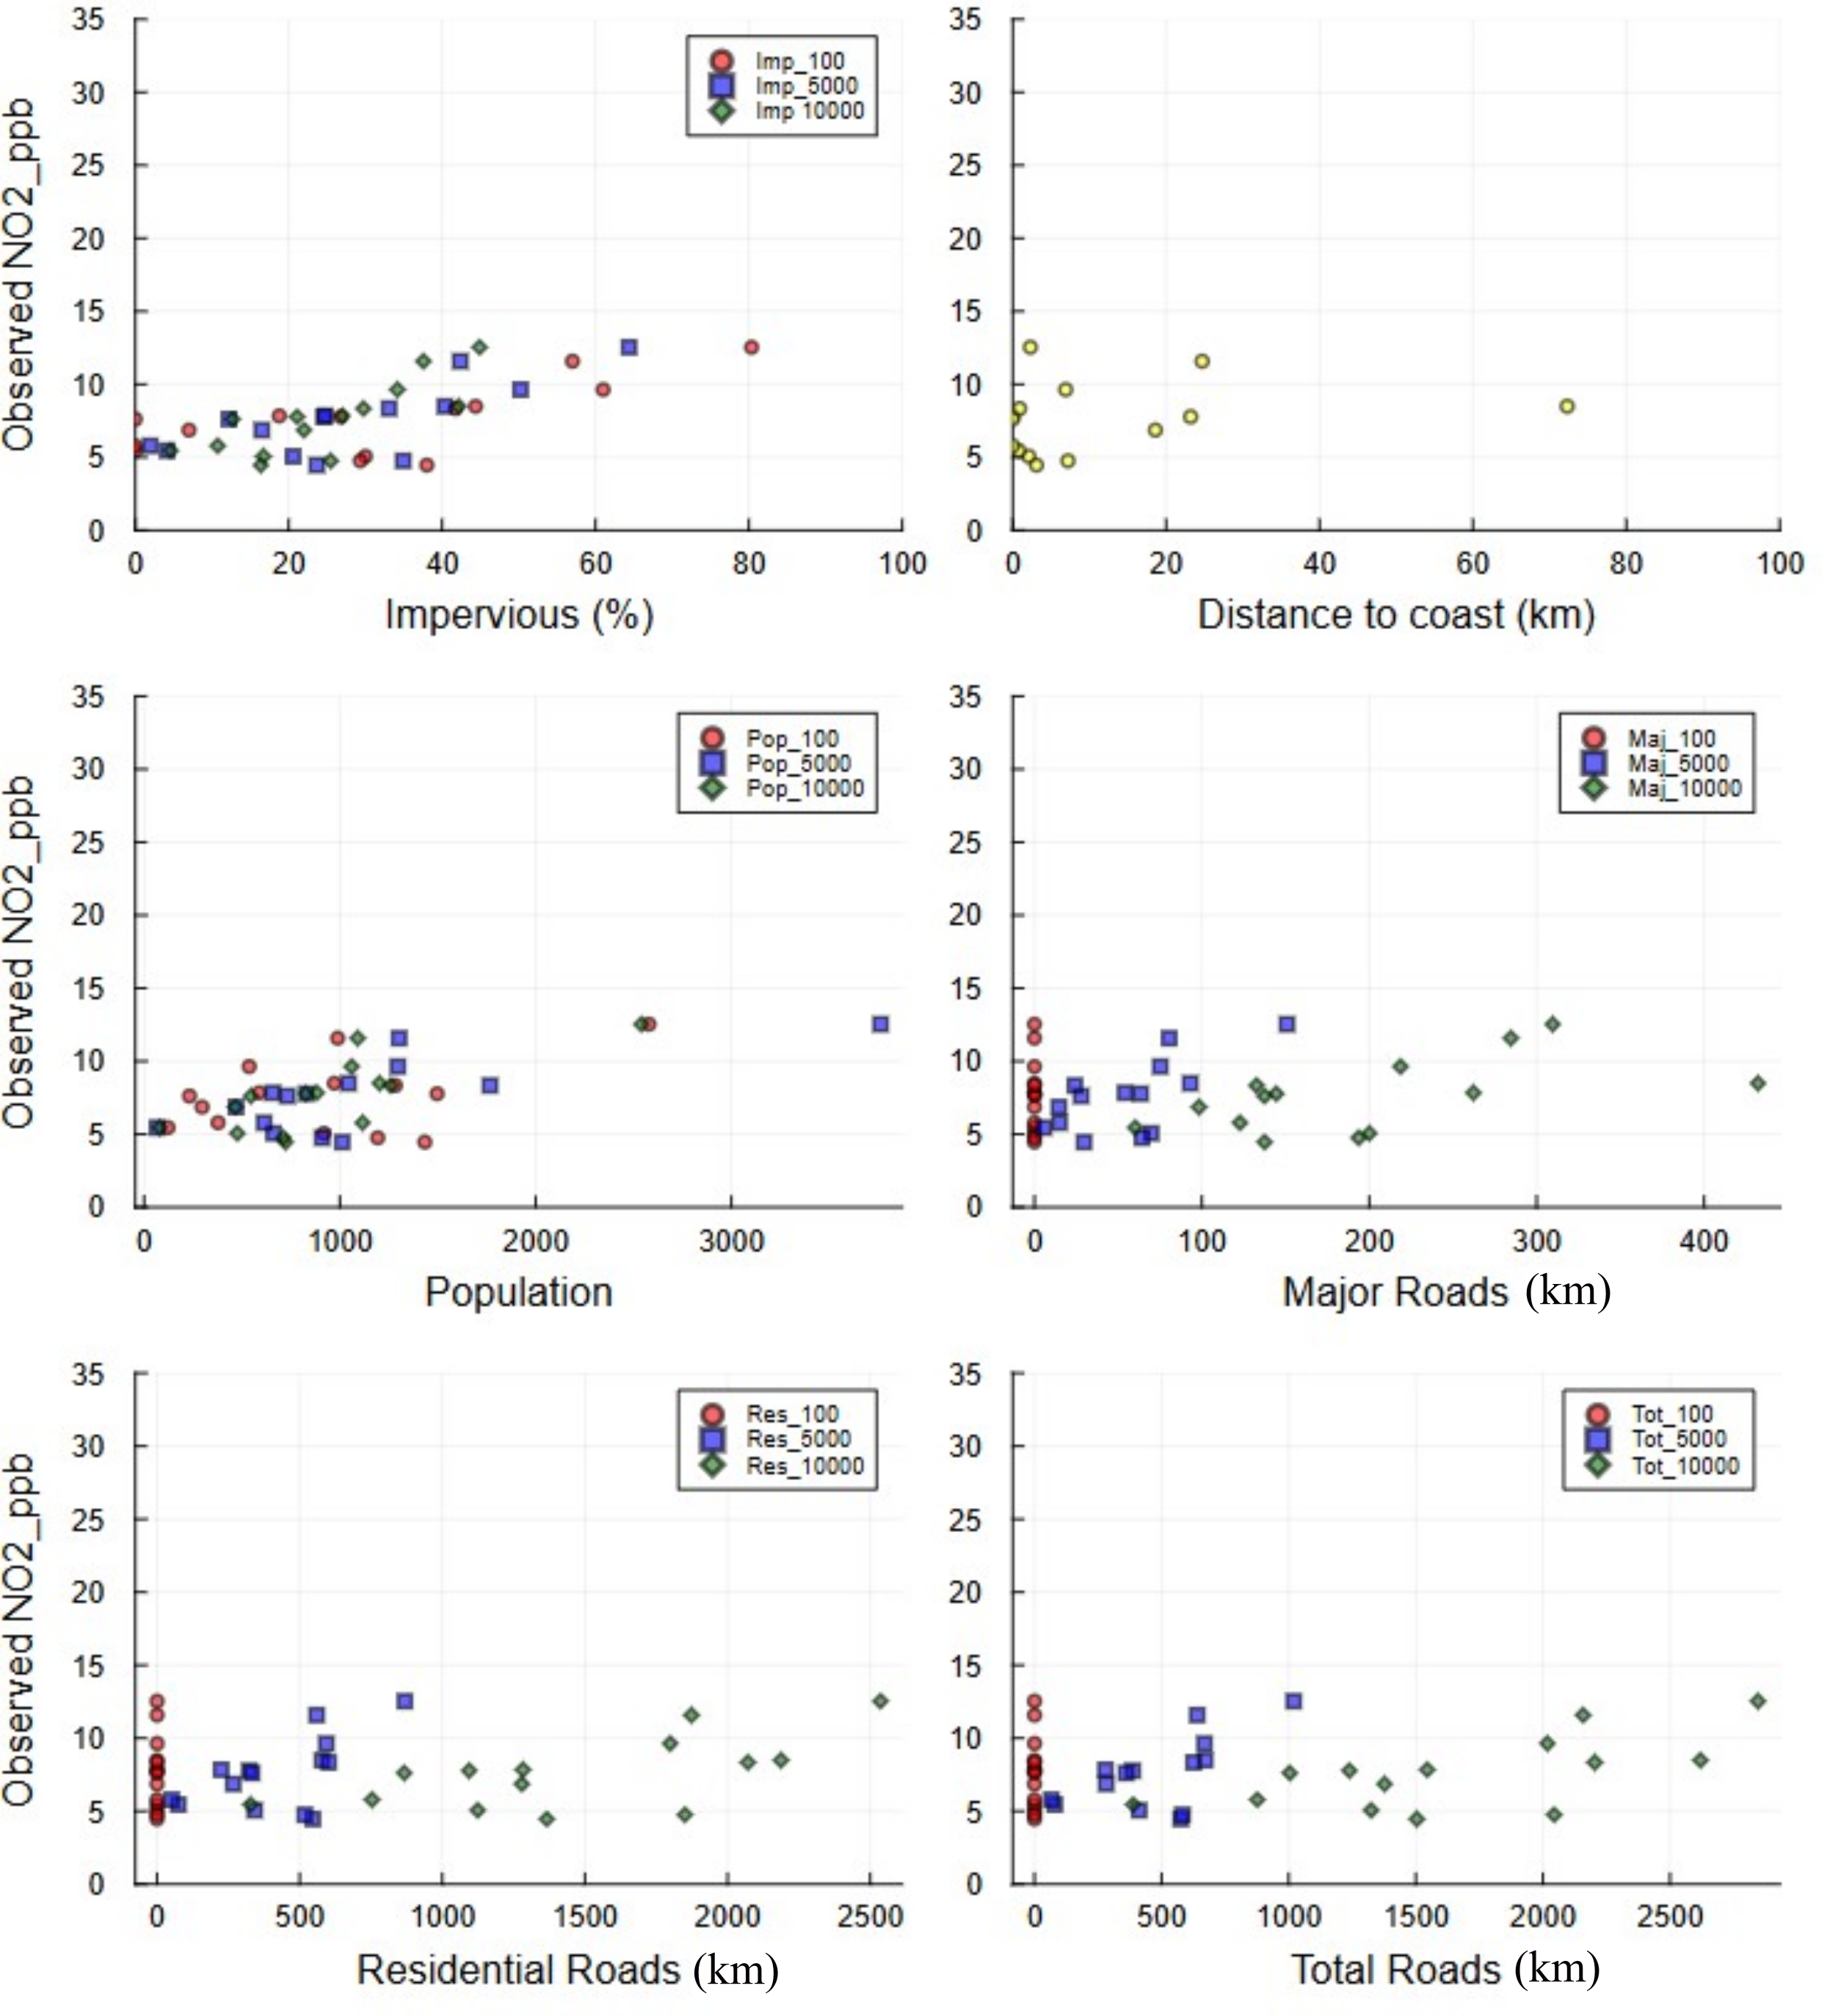 35
30
25
20
15
10
5
0
Observed NO2_ppb
Imp_100
Imp_5000
Imp 10000
0 20 40 60 80 100
Impervious (%)
35
30
25
20
15
10
5
0
0 20 40 60 80 100
Distance to coast (km)
35
30
25
20
15
10
5
0
Observed NO2_ppb
Pop_100
Pop_5000
Pop_10000
0 1000 2000 3000
Population
35
30
25
20
15
10
5
0
Maj_100
Maj_5000
Maj_10000
0 100 200 300 400
Major Roads (km)
35
30
25
20
15
10
5
0
Observed NO2_ppb
Res_100
Res_5000
Res_10000
0 500 1000 1500 2000 2500
Residential Roads (km)
35
30
25
20
15
10
5
0
Tot_100
Tot_5000
Tot_10000
0 500 1000 1500 2000 2500
Total Roads (km)